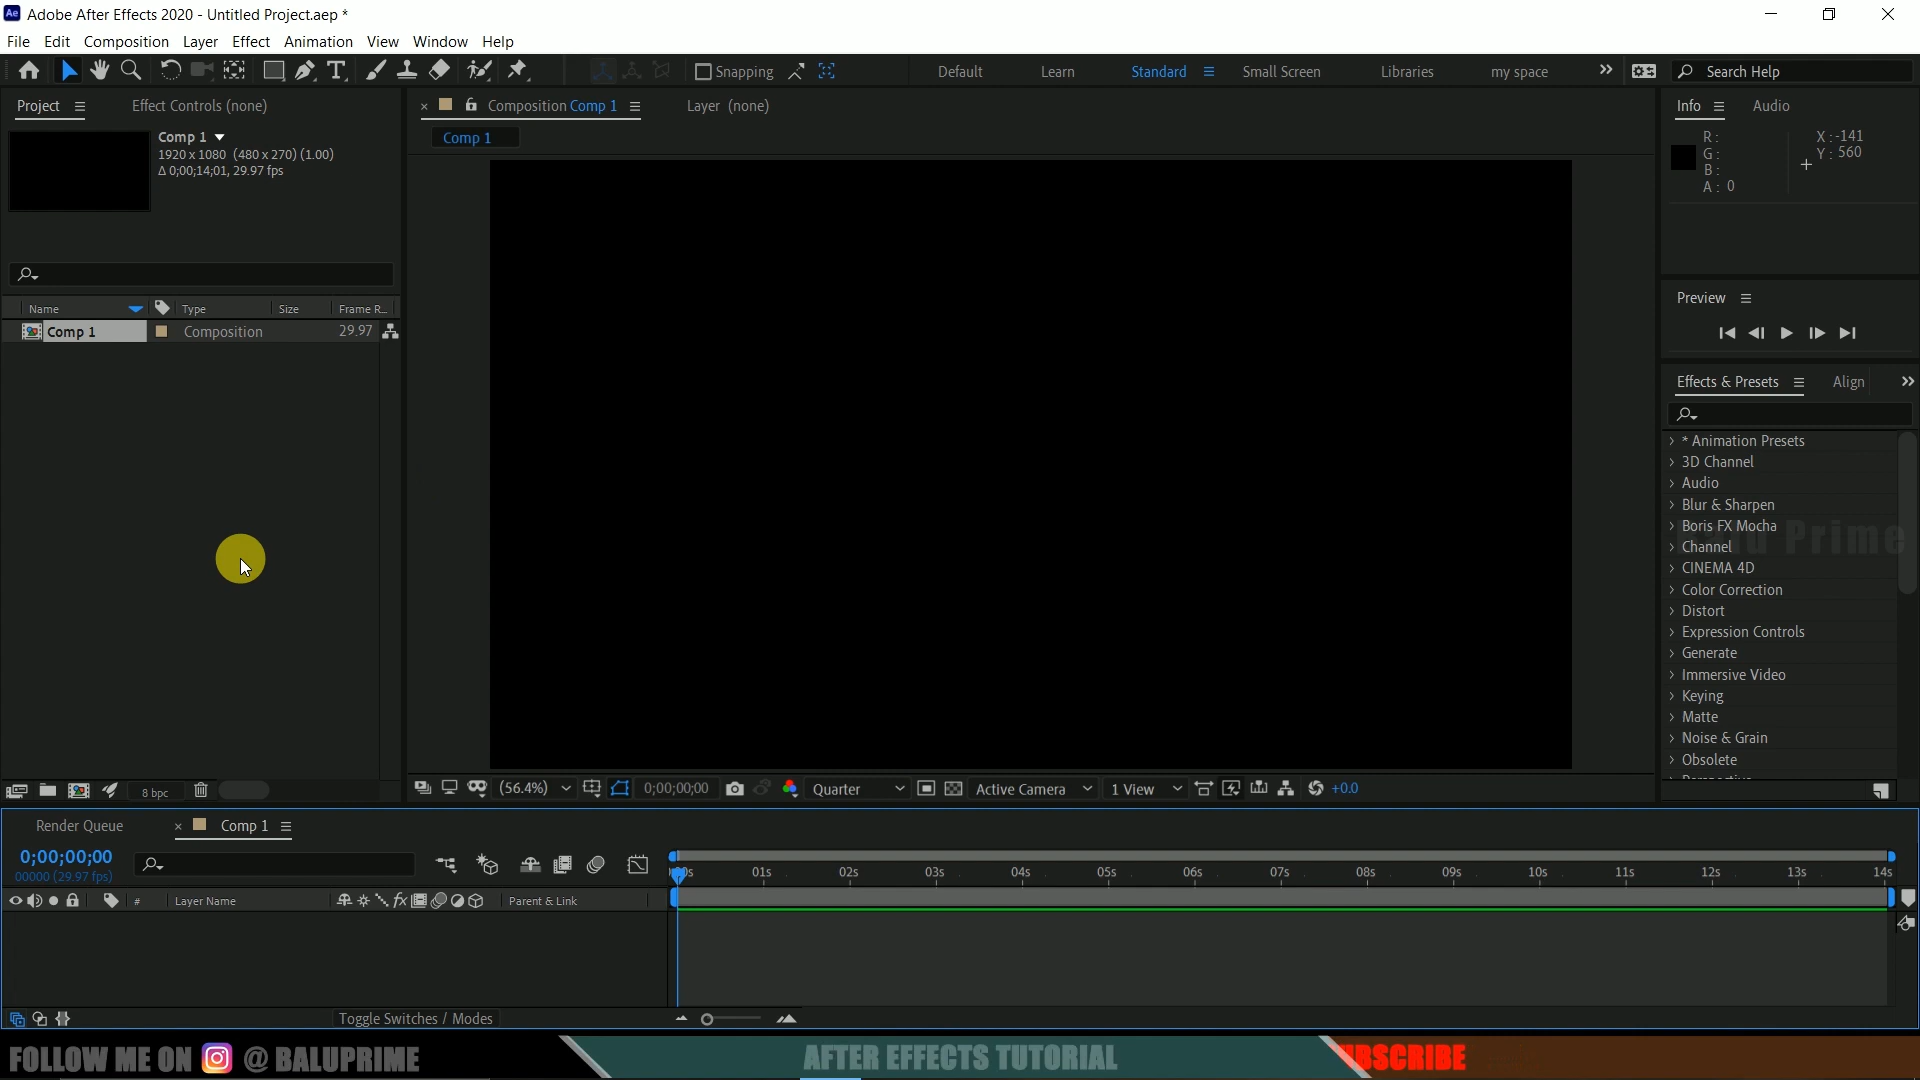 Adobe After Effects 2020 - Untitled Project.aep *
File Edit Composition Layer Effect Animation View Window Help
Snapping Default Learn Standard Small Screen Libraries my space Search Help
Project Effect Controls (none)
Composition Comp 1 Layer (none)
Info Audio
Comp 1
1920 x 1080 (480 x 270) (1.00)
Δ 0;00;14;01, 29.97 fps
Comp 1
R :
G :
B :
A : 0
X : -141
Y : 560
Preview
Name Type Size Frame R...
Comp 1 Composition 29.97
Effects & Presets Align
* Animation Presets
3D Channel
Audio
Blur & Sharpen
Boris FX Mocha
Channel
CINEMA 4D
Color Correction
Distort
Expression Controls
Generate
Immersive Video
Keying
Matte
Noise & Grain
Obsolete
Prime
8 bpc
(56.4%) 0;00;00;00 Quarter Active Camera 1 View +0.0
Render Queue Comp 1
0;00;00;00
00000 (29.97 fps)
01s 02s 03s 04s 05s 06s 07s 08s 09s 10s 11s 12s 13s 14s
# Layer Name Parent & Link
Toggle Switches / Modes
FOLLOW ME ON @ BALUPRIME AFTER EFFECTS TUTORIAL